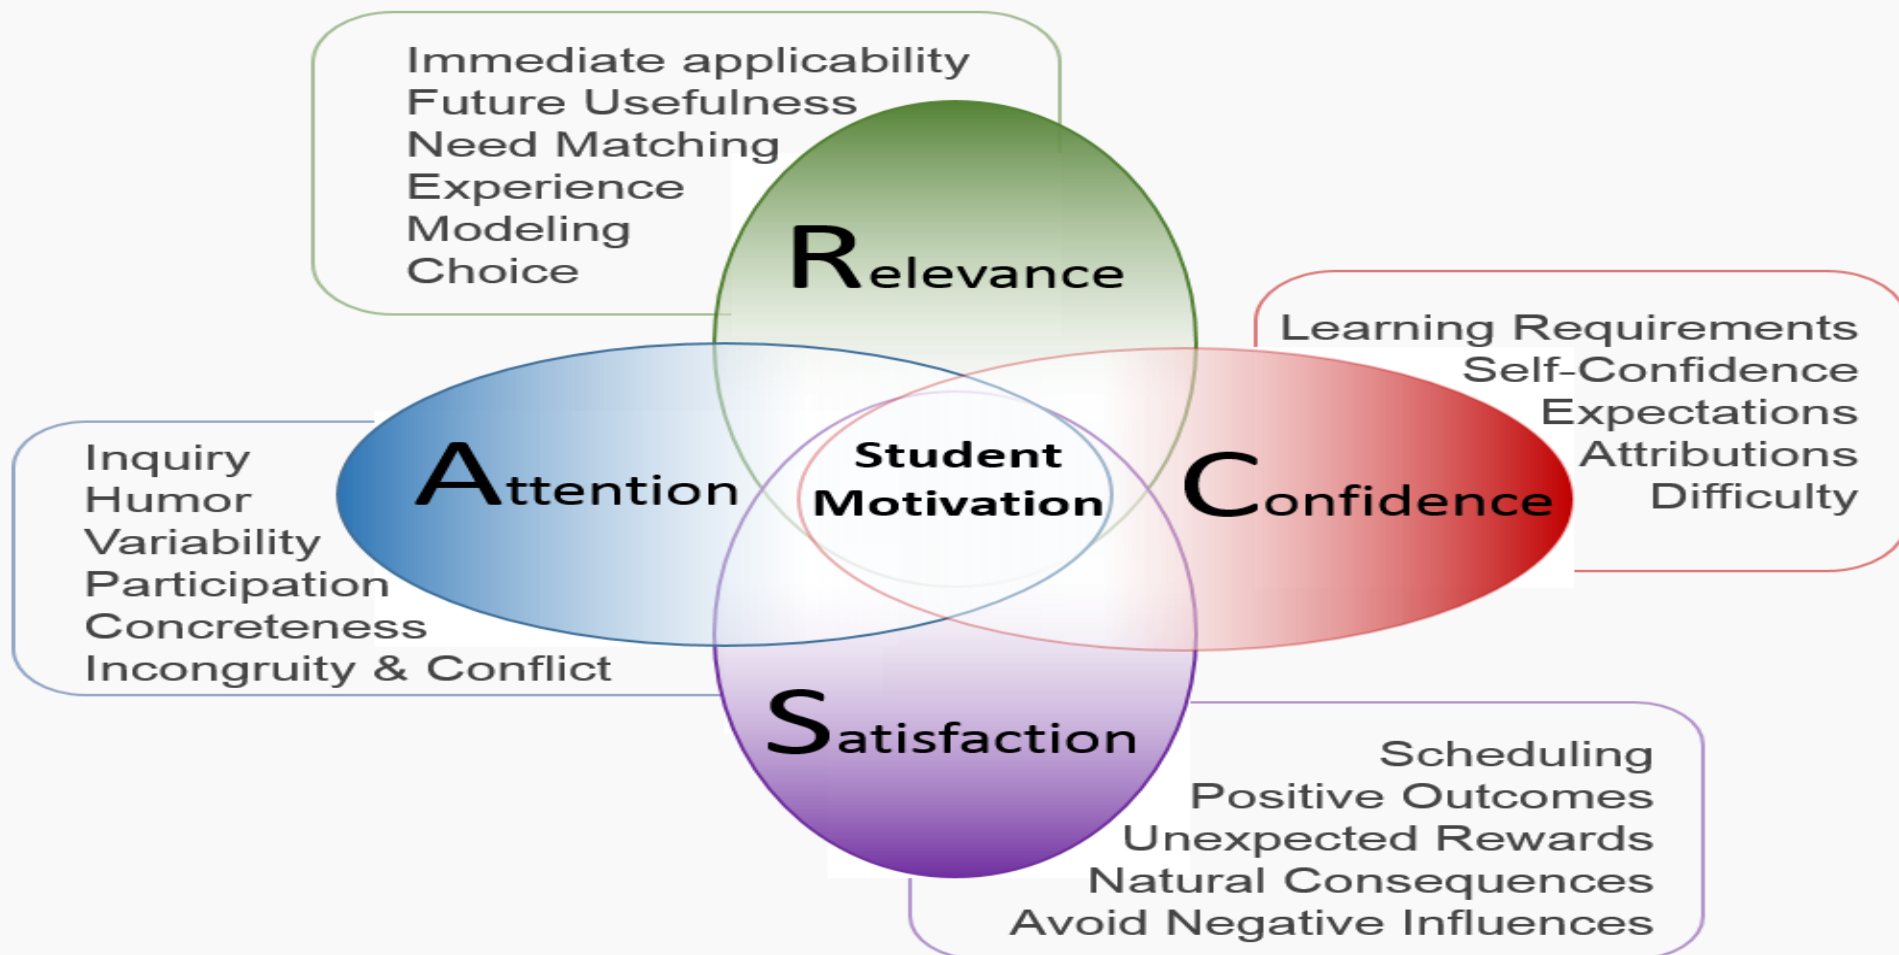 Immediate applicability
Future Usefulness
Need Matching
Experience
Modeling
Choice
Relevance
Learning Requirements
Self-Confidence
Expectations
Attributions
Difficulty
Confidence
Student
Motivation
Attention
Inquiry
Humor
Variability
Participation
Concreteness
Incongruity & Conflict
Satisfaction
Scheduling
Positive Outcomes
Unexpected Rewards
Natural Consequences
Avoid Negative Influences